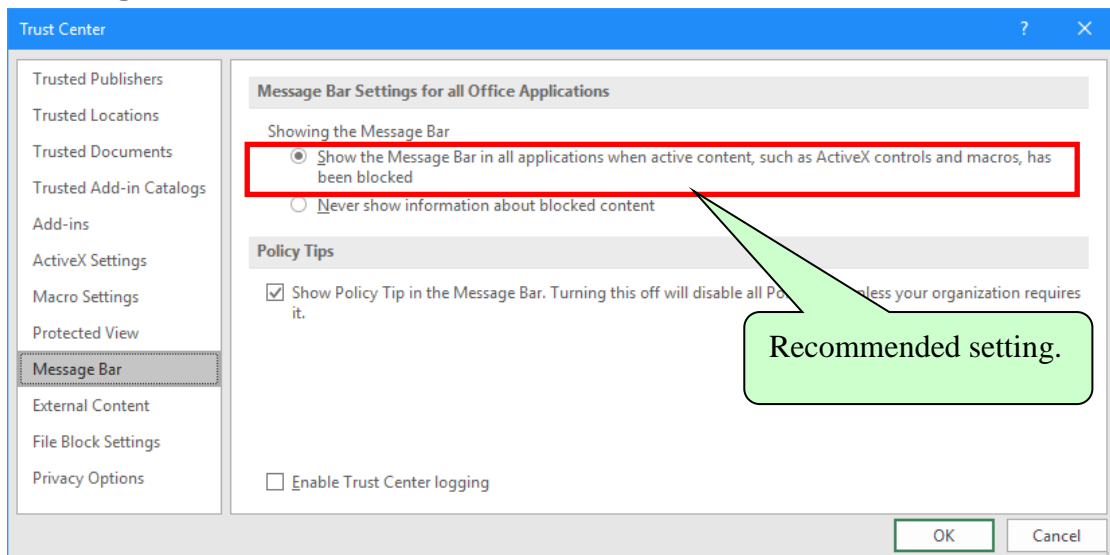 Trust Center
?
Trusted Publishers
Trusted Locations
Trusted Documents
Trusted Add-in Catalogs
Add-ins
ActiveX Settings
Macro Settings
Protected View
Message Bar
External Content
File Block Settings
Privacy Options
Message Bar Settings for all Office Applications
Showing the Message Bar
Show the Message Bar in all applications when active content, such as ActiveX controls and macros, has
been blocked
Never show information about blocked content
Policy Tips
Show Policy Tip in the Message Bar. Turning this off will disable all your organization requires
it.
Recommended setting.
Enable Trust Center logging
OK
Cancel